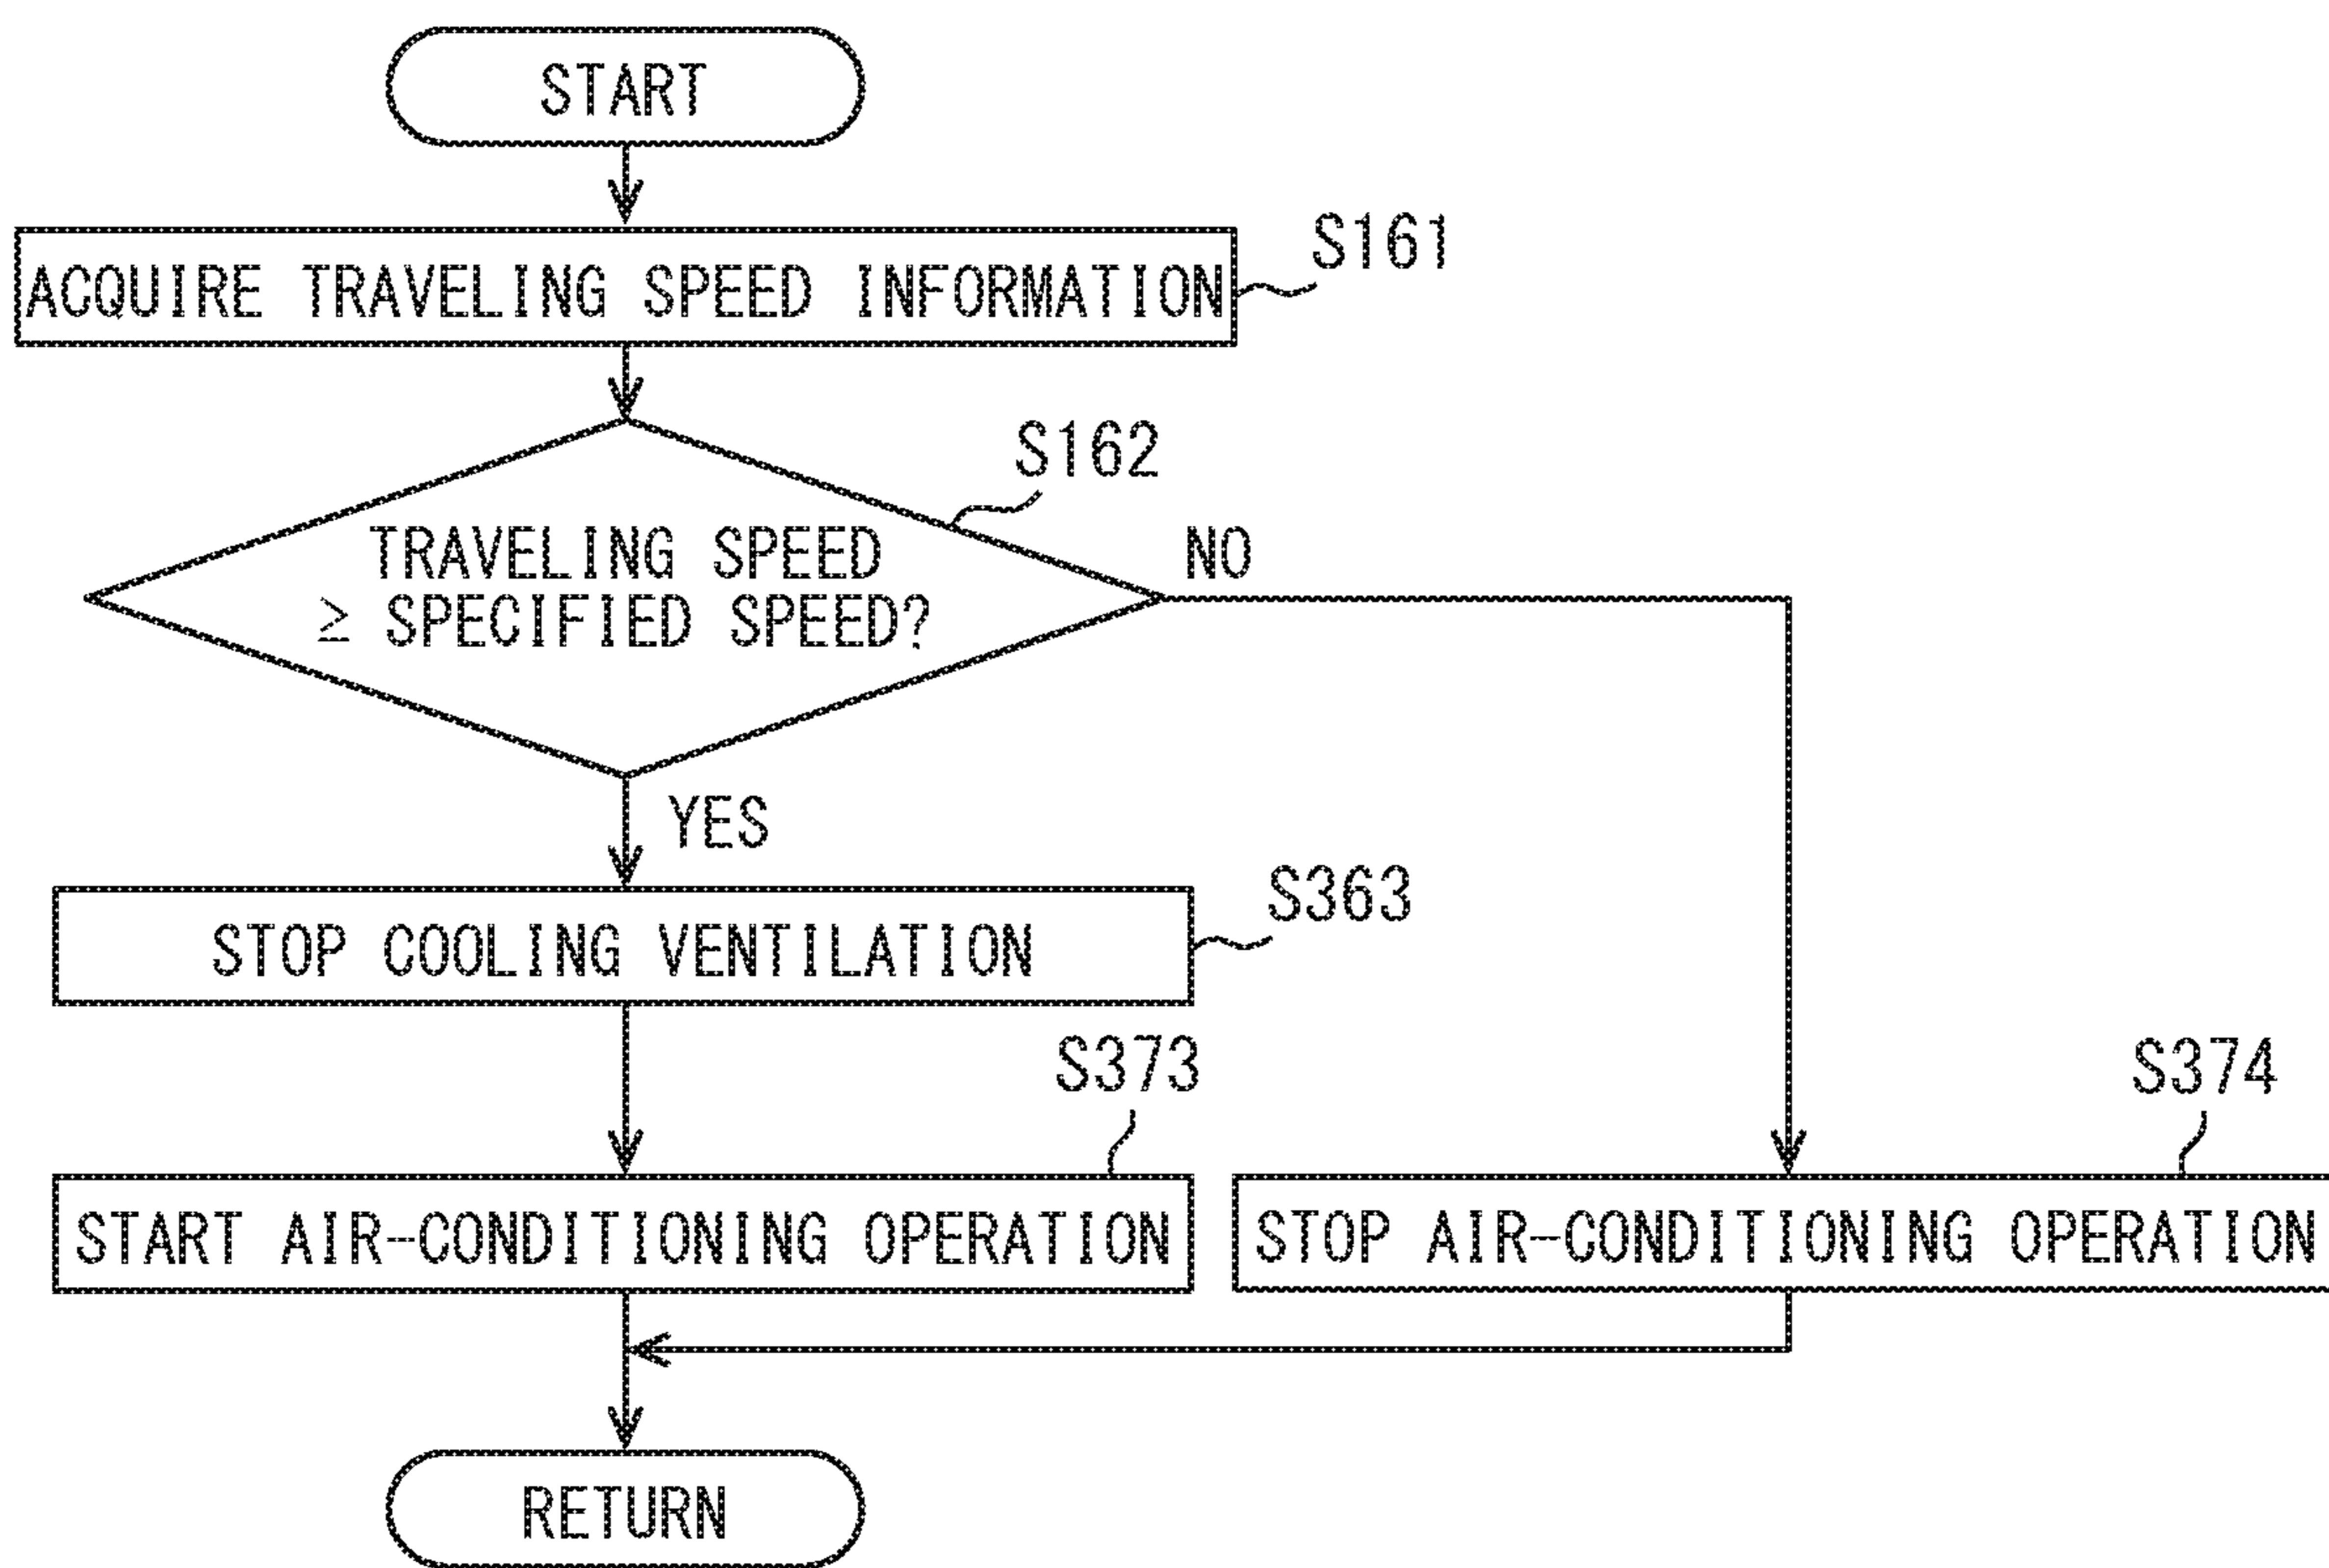 START
ACQUIRE TRAVELING SPEED INFORMATION
S161
S162
TRAVELING SPEED
≥ SPECIFIED SPEED?
NO
YES
STOP COOLING VENTILATION
S363
S373
S374
START AIR-CONDITIONING OPERATION
STOP AIR-CONDITIONING OPERATION
RETURN